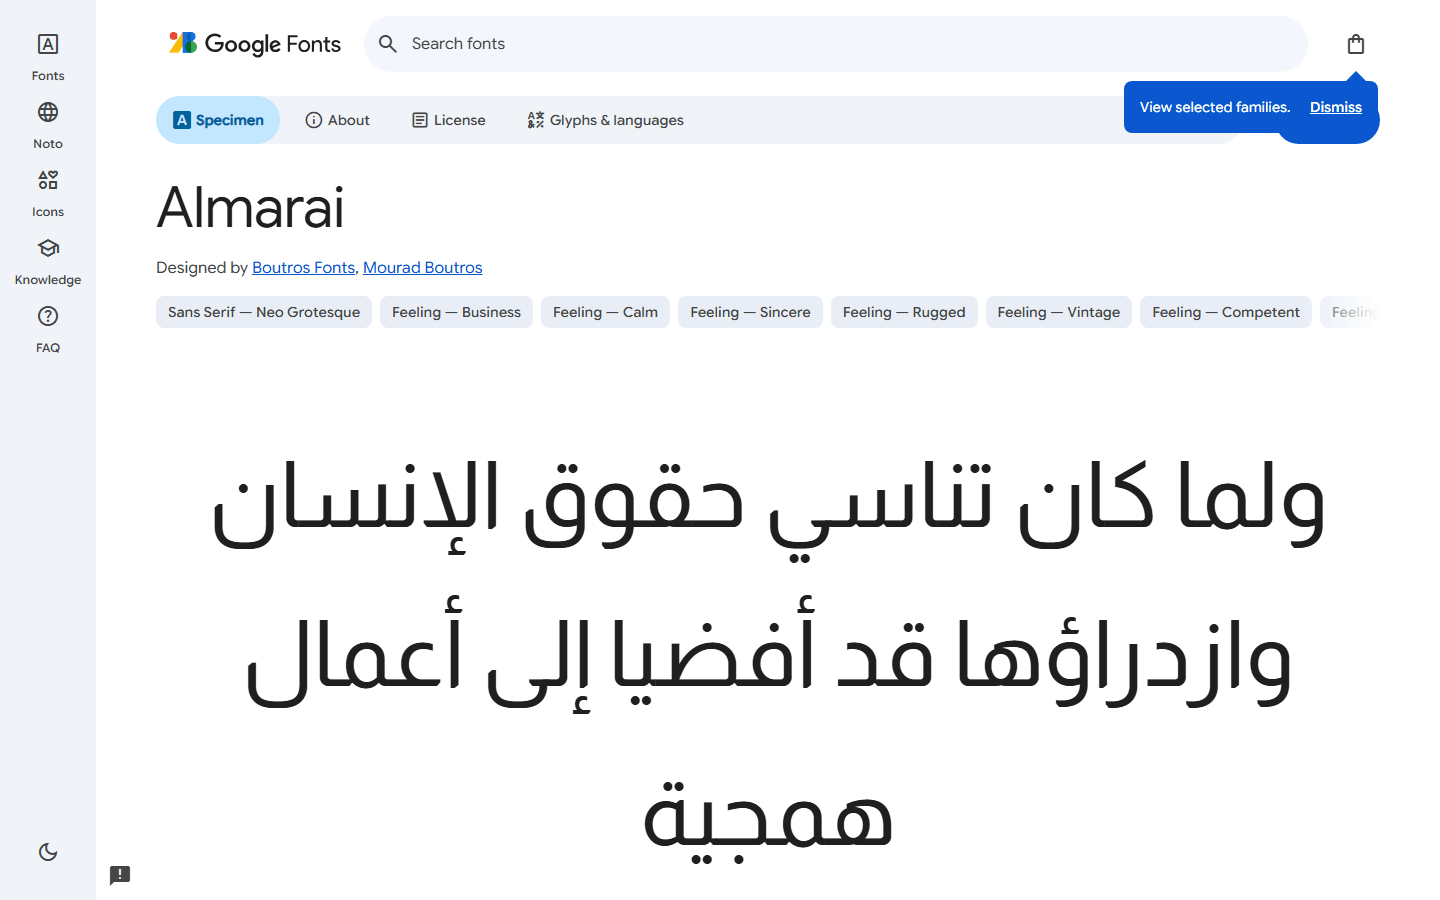 Fonts
Noto
Icons
Knowledge
FAQ
Google Fonts
Search fonts
View selected families. Dismiss
Specimen About License Glyphs & languages
Almarai
Designed by Boutros Fonts, Mourad Boutros
Sans Serif — Neo Grotesque Feeling — Business Feeling — Calm Feeling — Sincere Feeling — Rugged Feeling — Vintage Feeling — Competent Feeling
ولما كان تناسي حقوق الإنسان
وازدراؤها قد أفضيا إلى أعمال
همجية